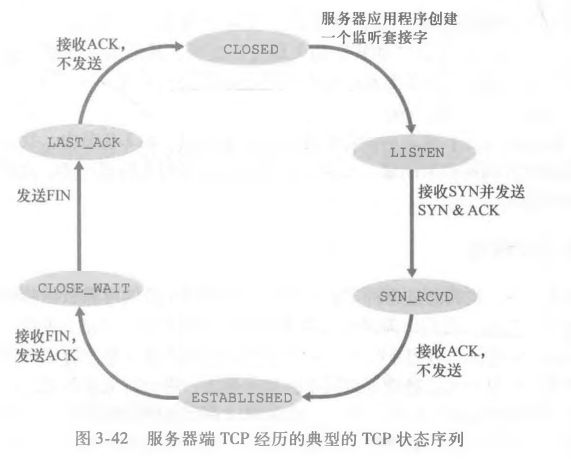 服务器应用程序创建
一个监听套接字
接收ACK,
不发送
CLOSED
LAST_ACK
LISTEN
发送FIN
接收SYN并发送
SYN & ACK
CLOSE_WAIT
SYN_RCVD
接收FIN,
发送ACK
接收ACK,
不发送
ESTABLISHED
图 3-42 服务器端 TCP 经历的典型的 TCP 状态序列